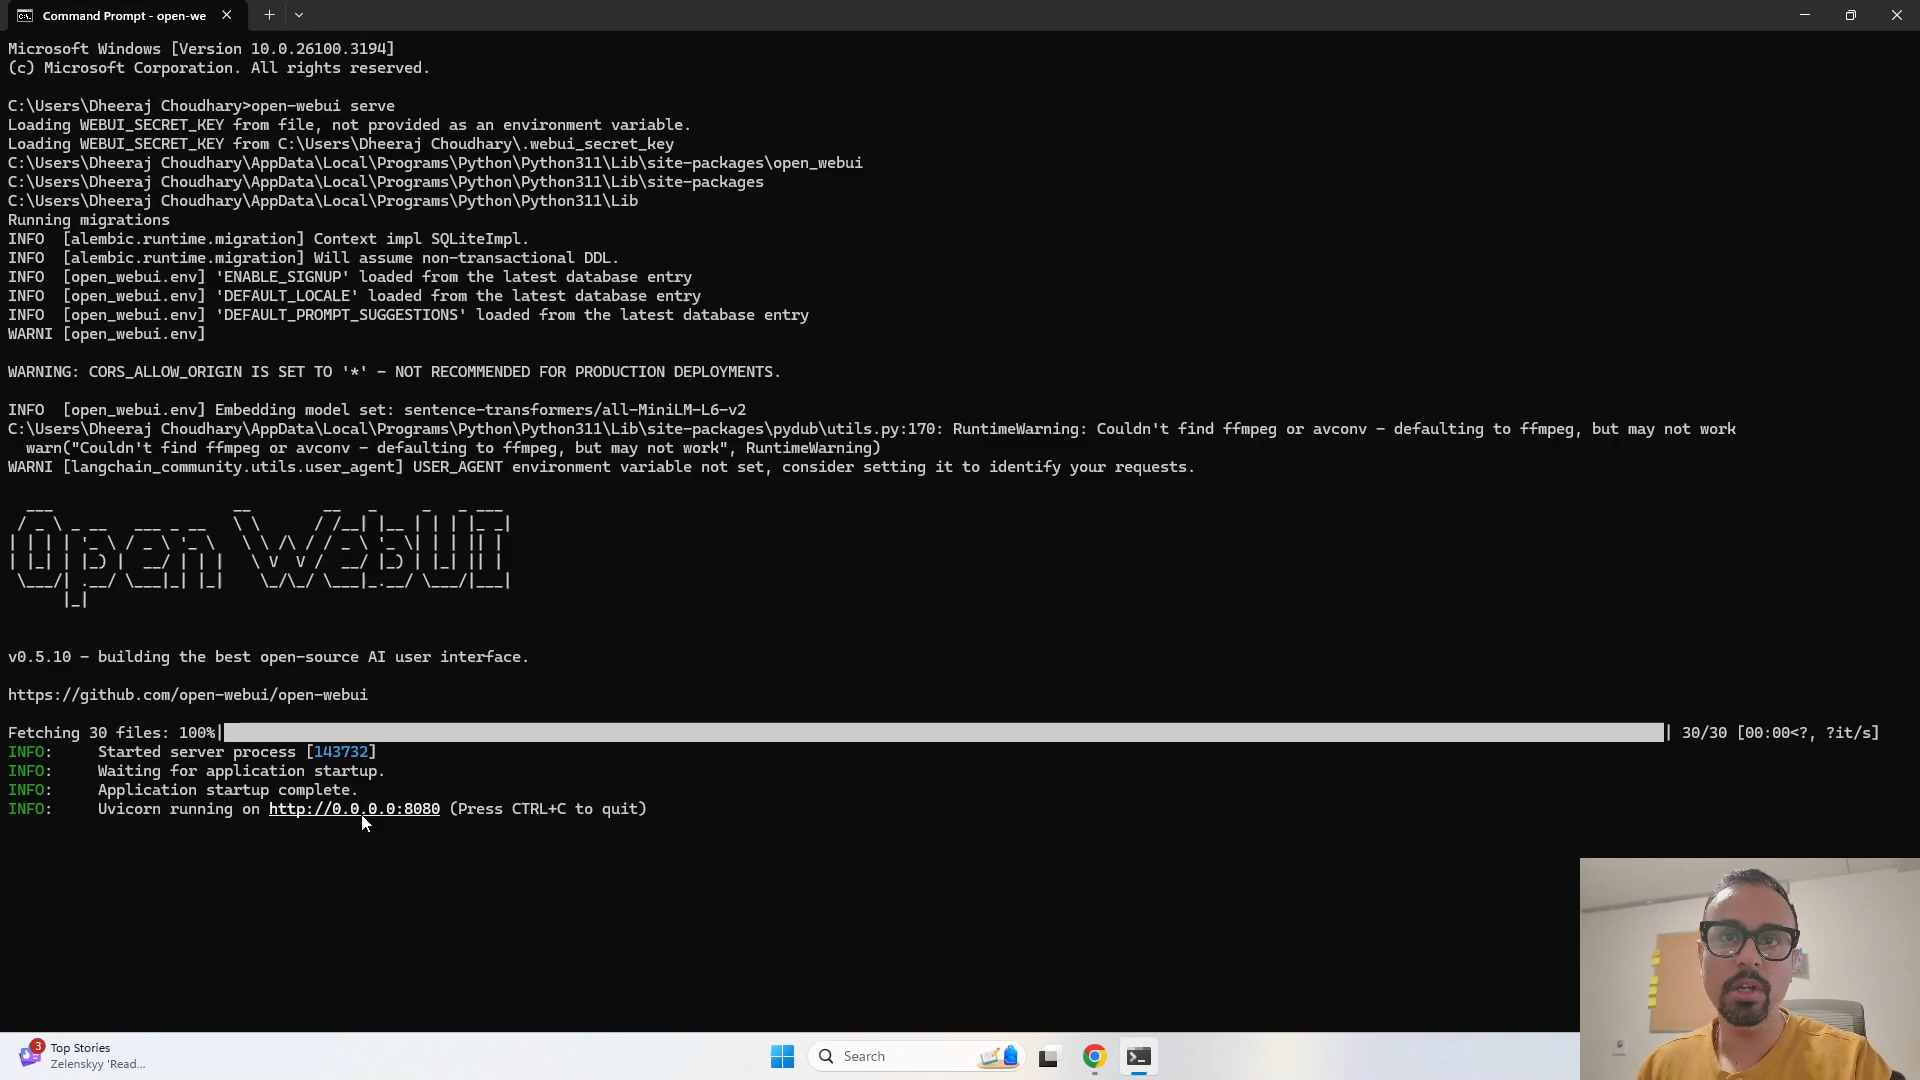 Command Prompt - open-we
Microsoft Windows [Version 10.0.26100.3194]
(c) Microsoft Corporation. All rights reserved.
C:\Users\Dheeraj Choudhary>open-webui serve
Loading WEBUI_SECRET_KEY from file, not provided as an environment variable.
Loading WEBUI_SECRET_KEY from C:\Users\Dheeraj Choudhary\.webui_secret_key
C:\Users\Dheeraj Choudhary\AppData\Local\Programs\Python\Python311\Lib\site-packages\open_webui
C:\Users\Dheeraj Choudhary\AppData\Local\Programs\Python\Python311\Lib\site-packages
C:\Users\Dheeraj Choudhary\AppData\Local\Programs\Python\Python311\Lib
Running migrations
INFO  [alembic.runtime.migration] Context impl SQLiteImpl.
INFO  [alembic.runtime.migration] Will assume non-transactional DDL.
INFO  [open_webui.env] 'ENABLE_SIGNUP' loaded from the latest database entry
INFO  [open_webui.env] 'DEFAULT_LOCALE' loaded from the latest database entry
INFO  [open_webui.env] 'DEFAULT_PROMPT_SUGGESTIONS' loaded from the latest database entry
WARNI [open_webui.env]
WARNING: CORS_ALLOW_ORIGIN IS SET TO '*' - NOT RECOMMENDED FOR PRODUCTION DEPLOYMENTS.
INFO  [open_webui.env] Embedding model set: sentence-transformers/all-MiniLM-L6-v2
C:\Users\Dheeraj Choudhary\AppData\Local\Programs\Python\Python311\Lib\site-packages\pydub\utils.py:170: RuntimeWarning: Couldn't find ffmpeg or avconv - defaulting to ffmpeg, but may not work
  warn("Couldn't find ffmpeg or avconv - defaulting to ffmpeg, but may not work", RuntimeWarning)
WARNI [langchain_community.utils.user_agent] USER_AGENT environment variable not set, consider setting it to identify your requests.
Open WebUI
v0.5.10 - building the best open-source AI user interface.
https://github.com/open-webui/open-webui
Fetching 30 files: 100%| | 30/30 [00:00<?, ?it/s]
INFO:     Started server process [143732]
INFO:     Waiting for application startup.
INFO:     Application startup complete.
INFO:     Uvicorn running on http://0.0.0.0:8080 (Press CTRL+C to quit)
3
Top Stories
Zelenskyy 'Read...
Search